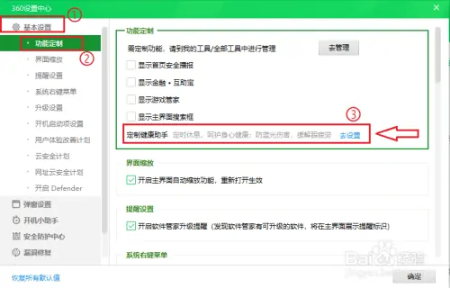 360设置中心
①
基本设置
功能定制
②
界面缩放
提醒设置
系统右键菜单
升级设置
开机启动项设置
用户体验改善计划
云安全计划
网址云安全计划
开启 Defender
弹窗设置
开机小助手
安全防护中心
漏洞修复
恢复所有默认值
功能定制
需定制功能，请到我的工具/全部工具中进行管理
去管理
显示首页安全播报
显示金融・互助宝
显示游戏管家
显示主界面搜索框
③
定制健康助手 定时休息，呵护身心健康；防蓝光伤害，缓解眼疲劳 去设置
界面缩放
开启主界面自动缩放功能，重新打开生效
提醒设置
开启软件管家升级提醒（发现软件管家有可升级的软件，将在主界面展示提醒标识）
系统右键菜单
确定
Baidu经验